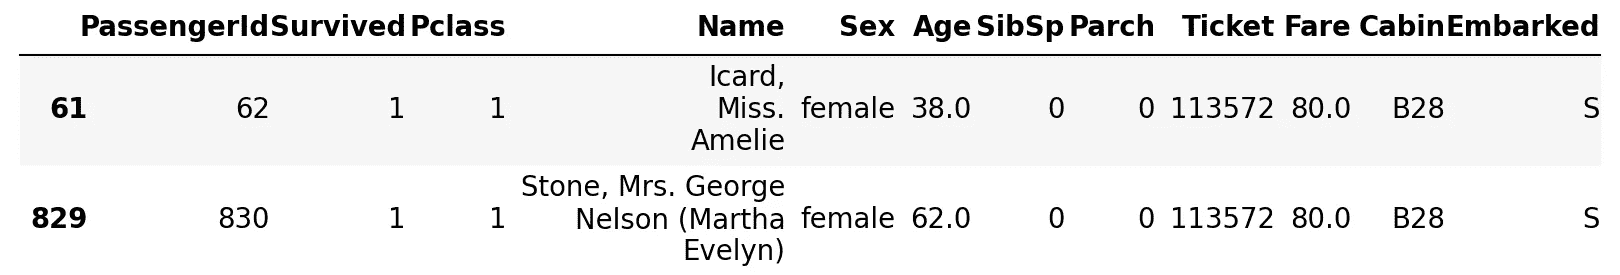 PassengerId Survived Pclass Name Sex Age SibSp Parch Ticket Fare Cabin Embarked
Icard,
61 62 1 1 Miss. female 38.0 0 0 113572 80.0 B28 S
Amelie
Stone, Mrs. George
829 830 1 1 Nelson (Martha female 62.0 0 0 113572 80.0 B28 S
Evelyn)